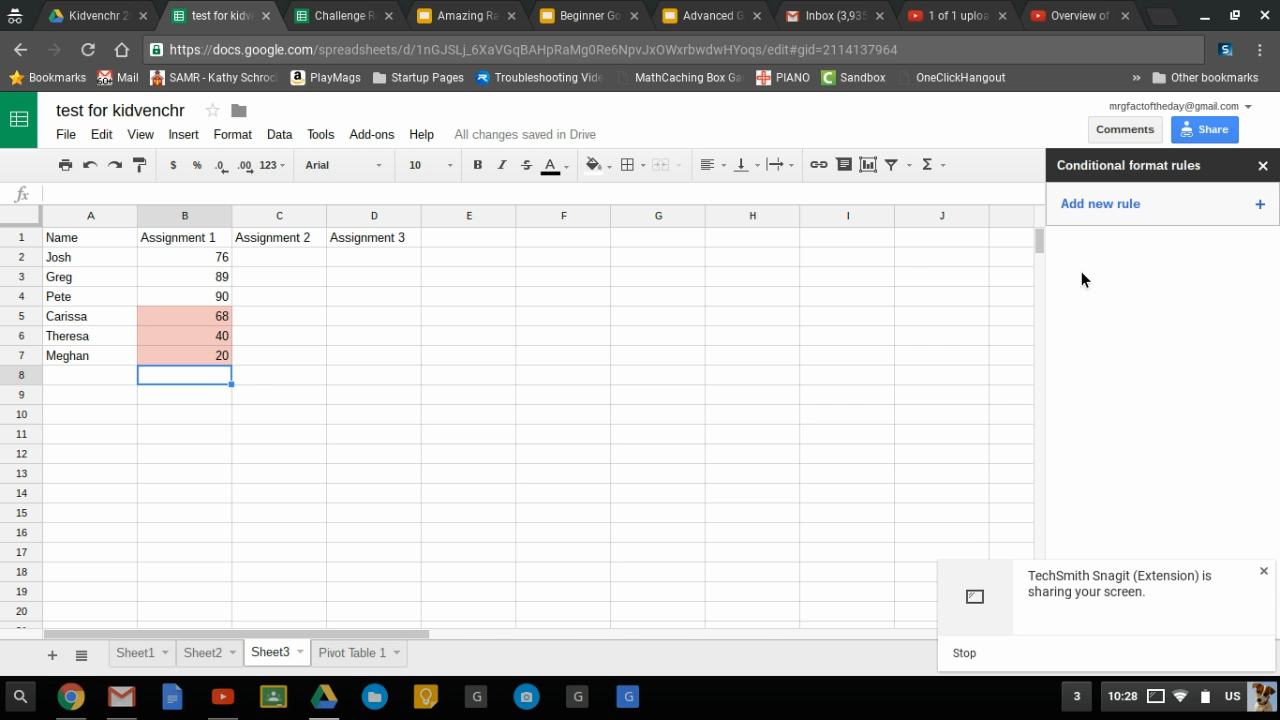 Kidvenchr 2
test for kidv
Challenge R
Amazing Ra
Beginner Go
Advanced G
Inbox (3,935
1 of 1 uploa
Overview of
https://docs.google.com/spreadsheets/d/1nGJSLj_6XaVGqBAHpRaMg0Re6NpvJxOWxrbwdwHYoqs/edit#gid=2114137964
Bookmarks
60+ Mail
SAMR - Kathy Schroc
PlayMags
Startup Pages
Troubleshooting Vide
MathCaching Box Ga
PIANO
Sandbox
OneClickHangout
» Other bookmarks
test for kidvenchr
mrgfactoftheday@gmail.com
File Edit View Insert Format Data Tools Add-ons Help All changes saved in Drive
Comments Share
$ % .0 .00 123 Arial 10 B I S A Σ
Conditional format rules
fx
Add new rule +
A B C D E F G H I J
1 Name Assignment 1 Assignment 2 Assignment 3
2 Josh 76
3 Greg 89
4 Pete 90
5 Carissa 68
6 Theresa 40
7 Meghan 20
8
9
10
11
12
13
14
15
16
17
18
19
20
TechSmith Snagit (Extension) is
sharing your screen.
Stop
+ Sheet1 Sheet2 Sheet3 Pivot Table 1
G G G
3 10:28 US